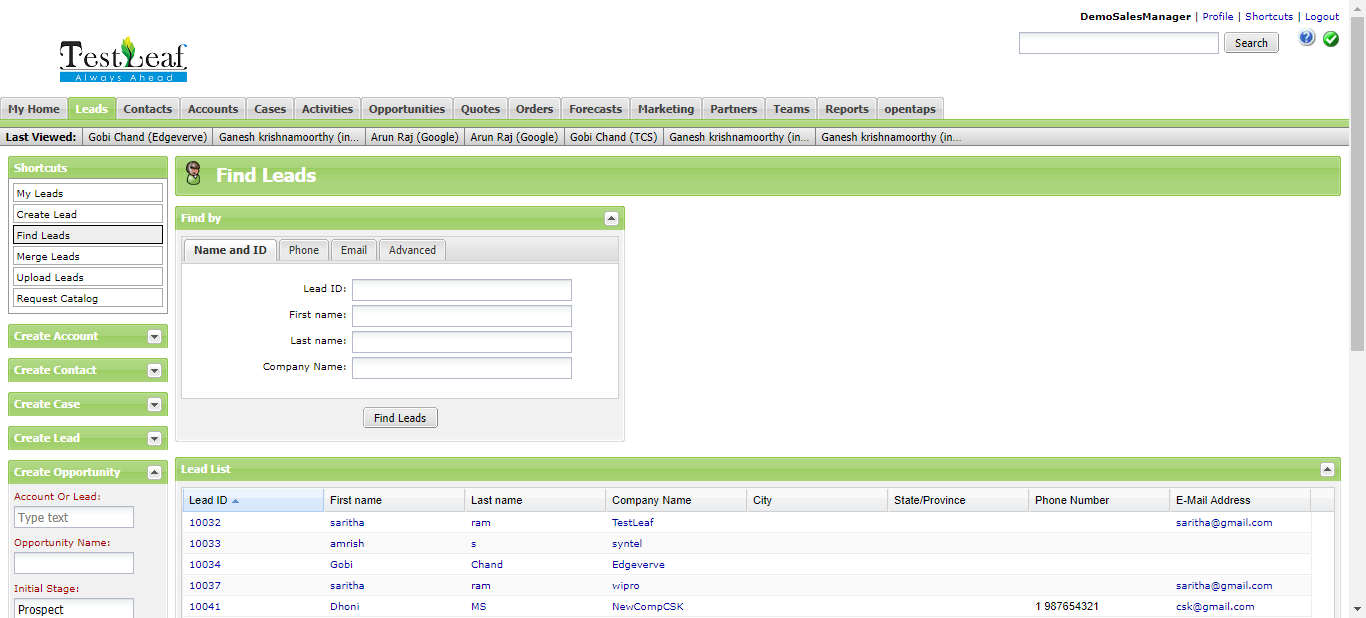 DemoSalesManager | Profile | Shortcuts | Logout
Search
TestLeaf
Always Ahead
My Home Leads Contacts Accounts Cases Activities Opportunities Quotes Orders Forecasts Marketing Partners Teams Reports opentaps
Last Viewed: Gobi Chand (Edgeverve) Ganesh krishnamoorthy (in... Arun Raj (Google) Arun Raj (Google) Gobi Chand (TCS) Ganesh krishnamoorthy (in... Ganesh krishnamoorthy (in...
Shortcuts
My Leads
Create Lead
Find Leads
Merge Leads
Upload Leads
Request Catalog
Create Account
Create Contact
Create Case
Create Lead
Create Opportunity
Account Or Lead:
Type text
Opportunity Name:
Initial Stage:
Prospect
Find Leads
Find by
Name and ID Phone Email Advanced
Lead ID:
First name:
Last name:
Company Name:
Find Leads
Lead List
Lead ID First name Last name Company Name City State/Province Phone Number E-Mail Address
10032 saritha ram TestLeaf saritha@gmail.com
10033 amrish s syntel
10034 Gobi Chand Edgeverve
10037 saritha ram wipro saritha@gmail.com
10041 Dhoni MS NewCompCSK 1 987654321 csk@gmail.com